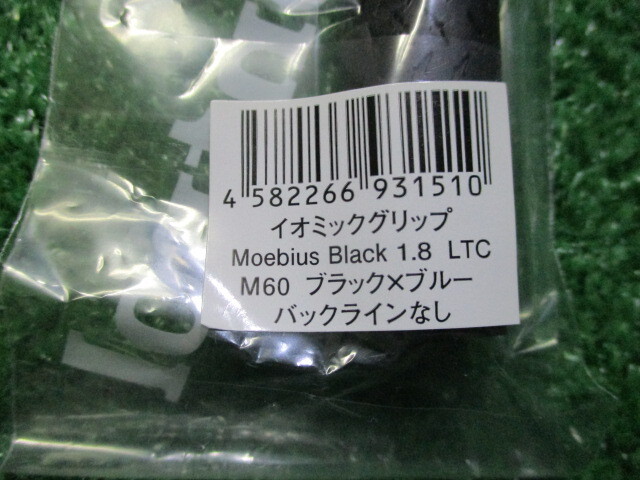 4 582266 931510
イオミックグリップ
Moebius Black 1.8 LTC
M60 ブラック×ブルー
バックラインなし